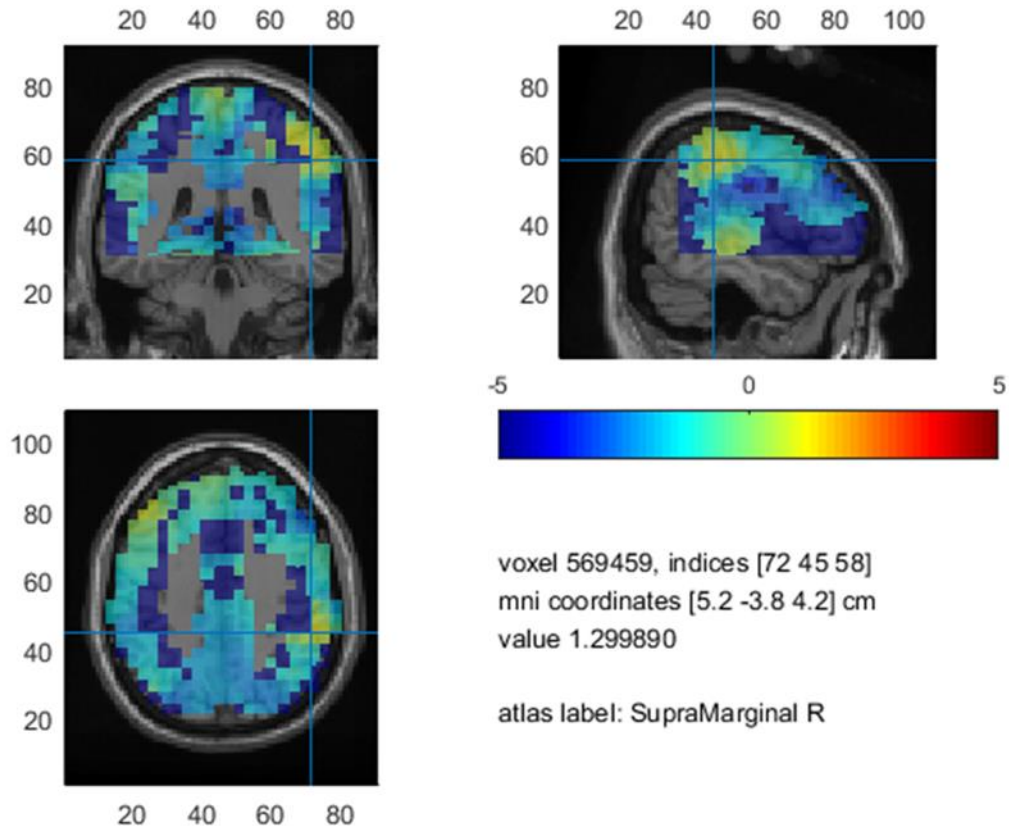 20 40 60 80
20 40 60 80 100
80
60
40
20
80
60
40
20
-5 0 5
100
80
60
40
20
20 40 60 80
voxel 569459, indices [72 45 58]
mni coordinates [5.2 -3.8 4.2] cm
value 1.299890
atlas label: SupraMarginal R